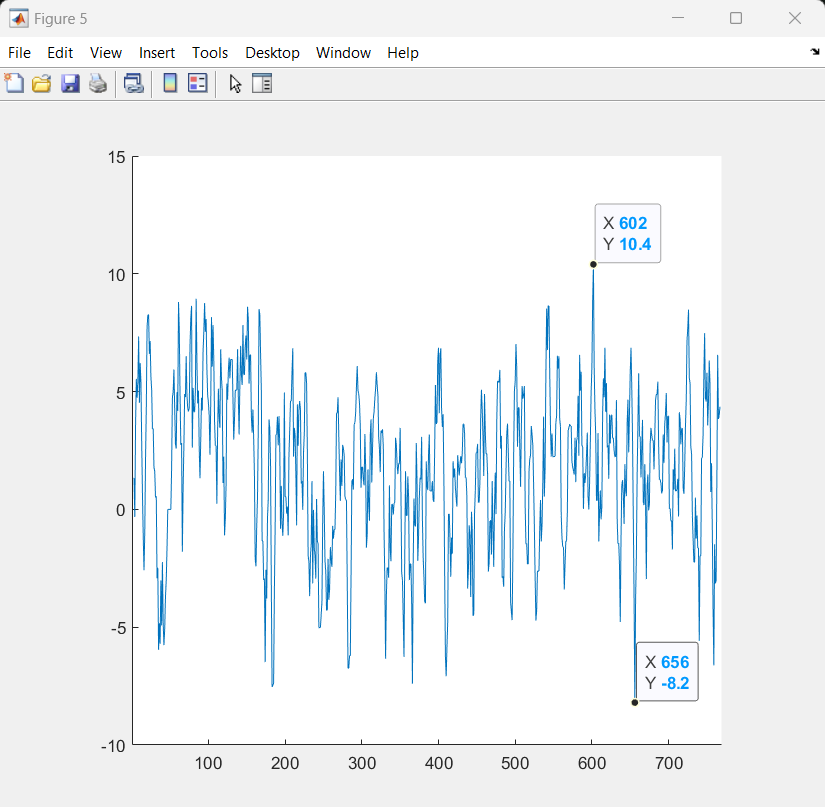 Figure 5
File Edit View Insert Tools Desktop Window Help
15
X 602
Y 10.4
10
5
0
-5
X 656
Y -8.2
-10
100 200 300 400 500 600 700